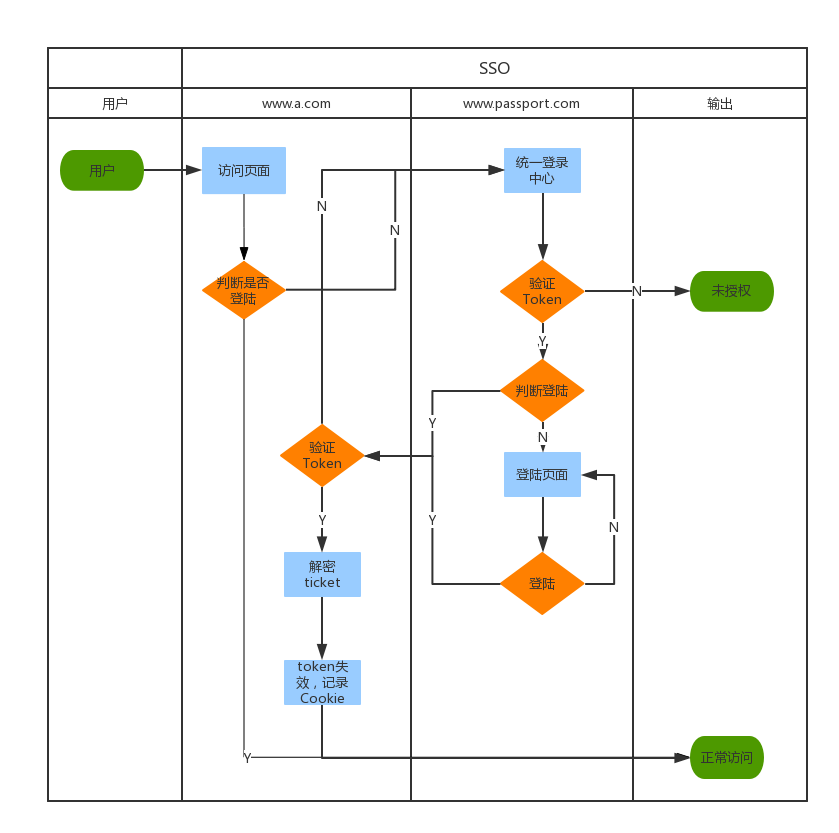 SSO
用户
www.a.com
www.passport.com
输出
用户
访问页面
统一登录
中心
N
N
判断是否
登陆
验证
Token
N
未授权
Y
判断登陆
Y
N
验证
Token
登陆页面
Y
Y
N
解密
ticket
登陆
token失
效，记录
Cookie
Y
正常访问